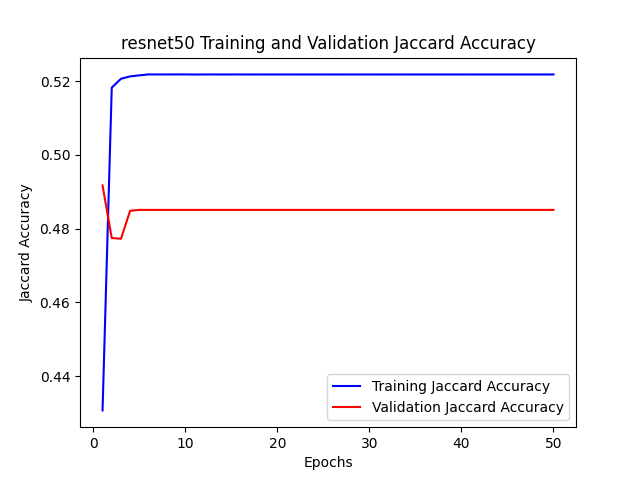 resnet50 Training and Validation Jaccard Accuracy
0.52
0.50
0.48
0.46
0.44
Jaccard Accuracy
0
10
20
30
40
50
Epochs
Training Jaccard Accuracy
Validation Jaccard Accuracy